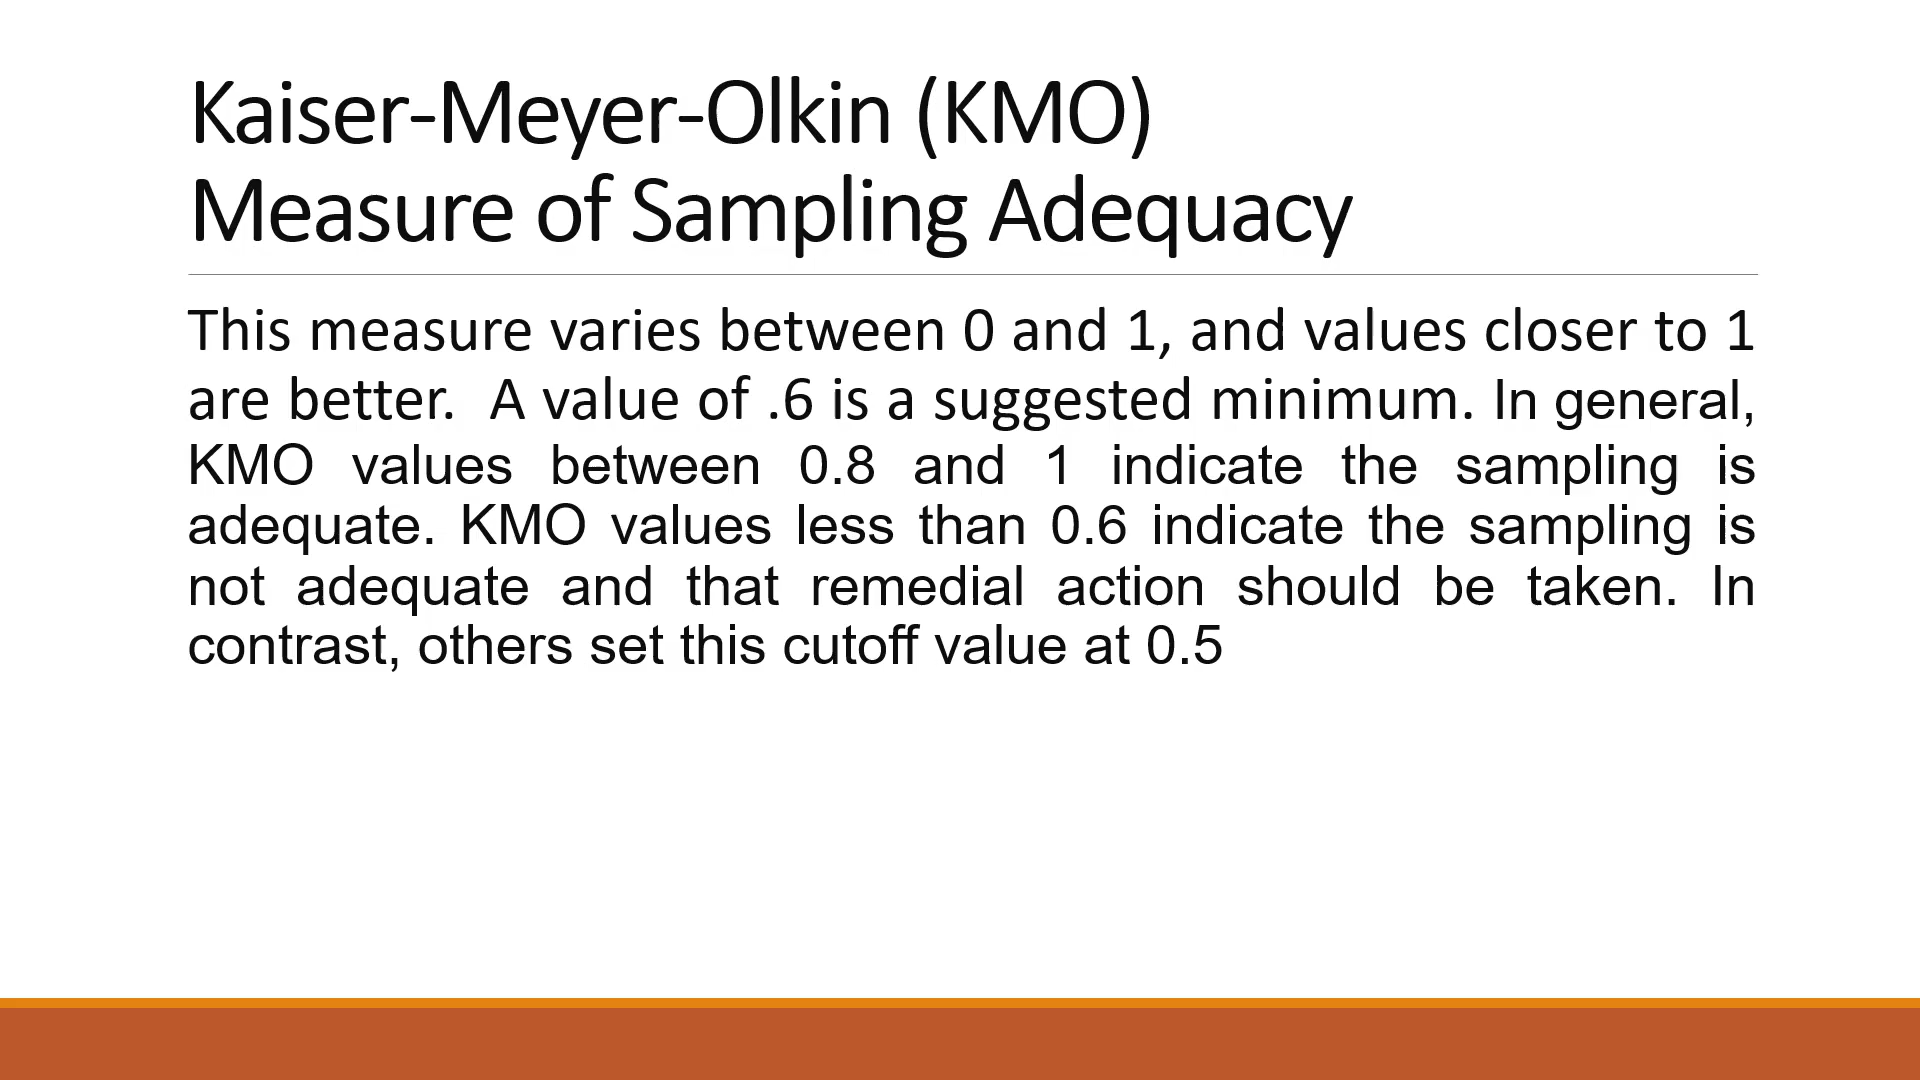 Kaiser-Meyer-Olkin (KMO)
Measure of Sampling Adequacy
This measure varies between 0 and 1, and values closer to 1
are better.  A value of .6 is a suggested minimum. In general,
KMO values between 0.8 and 1 indicate the sampling is
adequate. KMO values less than 0.6 indicate the sampling is
not adequate and that remedial action should be taken. In
contrast, others set this cutoff value at 0.5